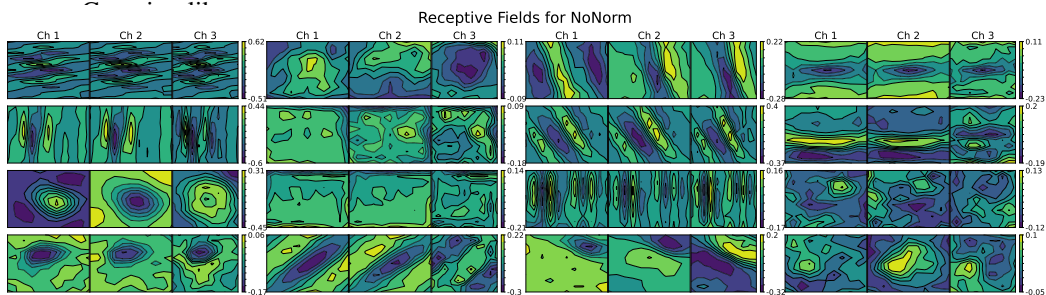 Receptive Fields for NoNorm
Ch 1 Ch 2 Ch 3 Ch 1 Ch 2 Ch 3 Ch 1 Ch 2 Ch 3 Ch 1 Ch 2 Ch 3
0.62 0.11 0.22 0.11
-0.51 -0.09 -0.28 -0.23
0.44 0.09 0.4 0.2
-0.6 -0.18 -0.37 -0.19
0.31 0.14 0.16 0.13
-0.45 -0.21 -0.17 -0.12
0.06 0.22 0.2 0.12
-0.17 -0.3 -0.32 -0.05